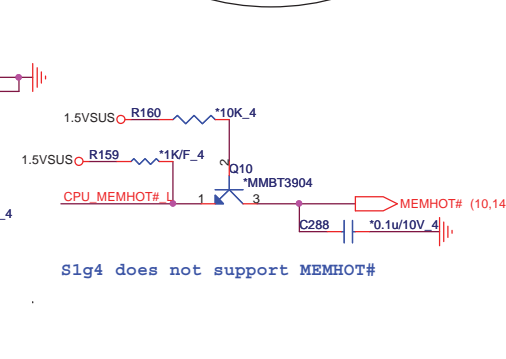 1.5VSUS R160 *10K_4
1.5VSUS R159 *1K/F_4
2
Q10
*MMBT3904
CPU_MEMHOT#_L 1 3 MEMHOT# (10,14
_4
C288 *0.1u/10V_4
S1g4 does not support MEMHOT#